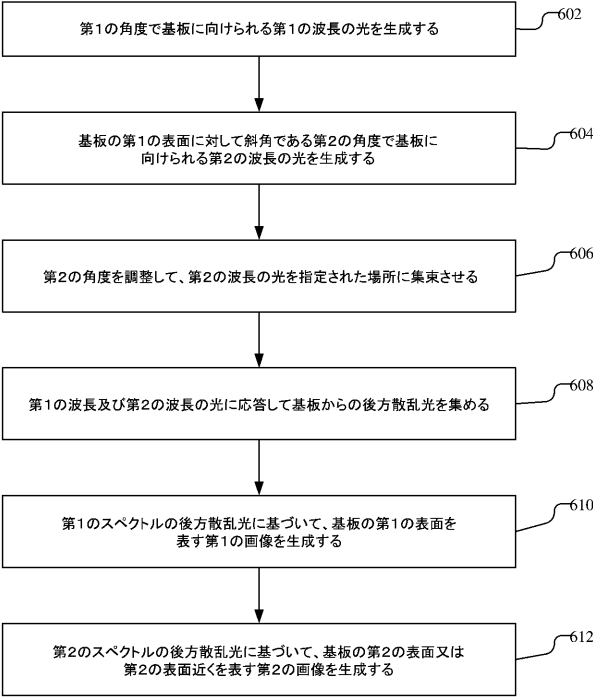 第1の角度で基板に向けられる第1の波長の光を生成する
602
基板の第1の表面に対して斜角である第2の角度で基板に
向けられる第2の波長の光を生成する
604
第2の角度を調整して、第2の波長の光を指定された場所に集束させる
606
第1の波長及び第2の波長の光に応答して基板からの後方散乱光を集める
608
第1のスペクトルの後方散乱光に基づいて、基板の第1の表面を
表す第1の画像を生成する
610
第2のスペクトルの後方散乱光に基づいて、基板の第2の表面又は
第2の表面近くを表す第2の画像を生成する
612